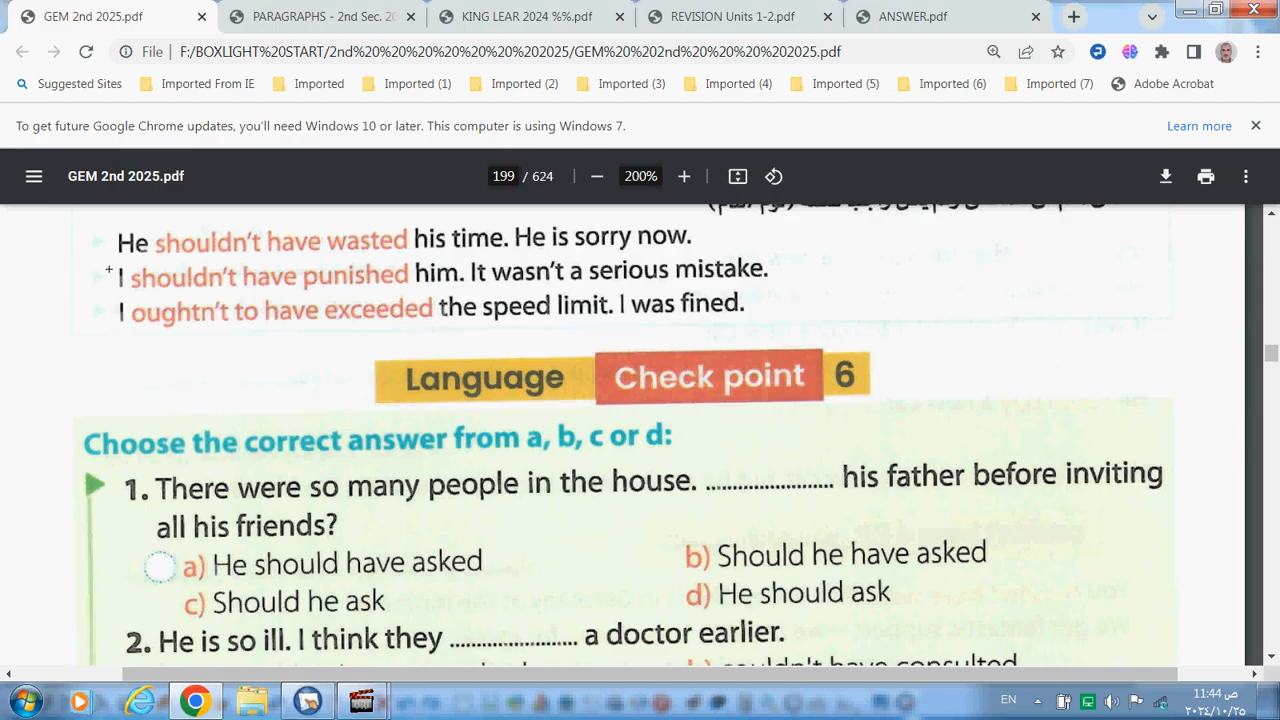 GEM 2nd 2025.pdf
PARAGRAPHS - 2nd Sec. 20
KING LEAR 2024 56%.pdf
REVISION Units 1-2.pdf
ANSWER.pdf
File | F:/BOXLIGHT%20START/2nd%20%20%20%20%20%20%202025/GEM%20%202nd%20%20%20%20%202025.pdf
Suggested Sites
Imported From IE
Imported
Imported (1)
Imported (2)
Imported (3)
Imported (4)
Imported (5)
Imported (6)
Imported (7)
Adobe Acrobat
To get future Google Chrome updates, you'll need Windows 10 or later. This computer is using Windows 7.
Learn more
GEM 2nd 2025.pdf
199 / 624
200%
He shouldn't have wasted his time. He is sorry now.
I shouldn't have punished him. It wasn't a serious mistake.
I oughtn't to have exceeded the speed limit. I was fined.
Language Check point 6
Choose the correct answer from a, b, c or d:
1. There were so many people in the house. ...................... his father before inviting
all his friends?
a) He should have asked
b) Should he have asked
c) Should he ask
d) He should ask
2. He is so ill. I think they ...................... a doctor earlier.
b) couldn't have consulted
EN
11:44 ص
٢٠٢٤/١٠/٢٥